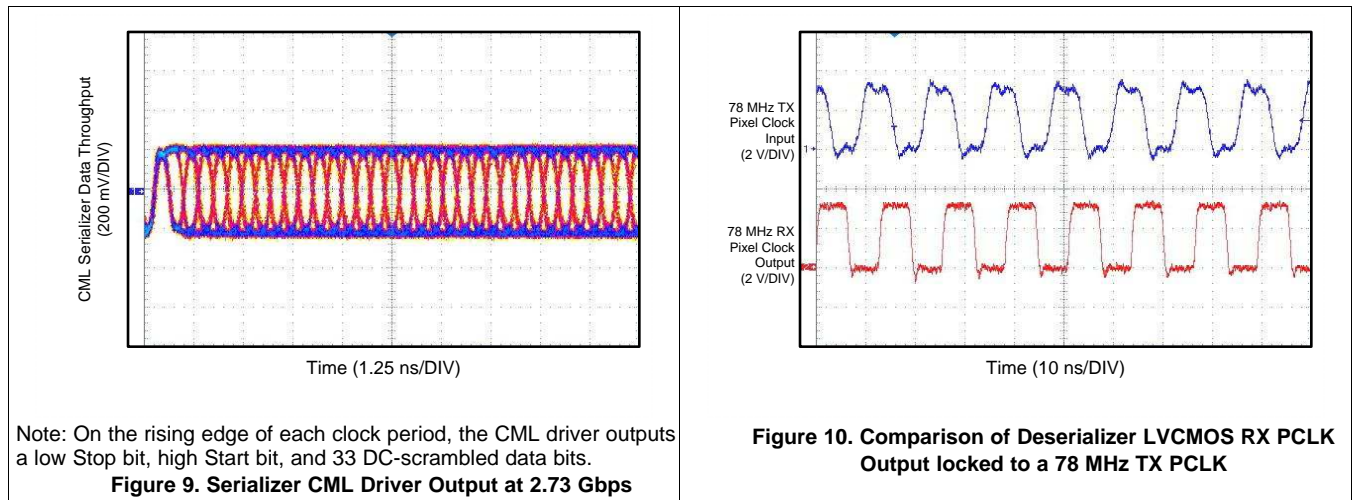 CML Serializer Data Throughput
(200 mV/DIV)
Time (1.25 ns/DIV)
Note: On the rising edge of each clock period, the CML driver outputs
a low Stop bit, high Start bit, and 33 DC-scrambled data bits.
Figure 9. Serializer CML Driver Output at 2.73 Gbps
78 MHz TX
Pixel Clock
Input
(2 V/DIV)
1
78 MHz RX
Pixel Clock
Output
(2 V/DIV)
Time (10 ns/DIV)
Figure 10. Comparison of Deserializer LVCMOS RX PCLK
Output locked to a 78 MHz TX PCLK